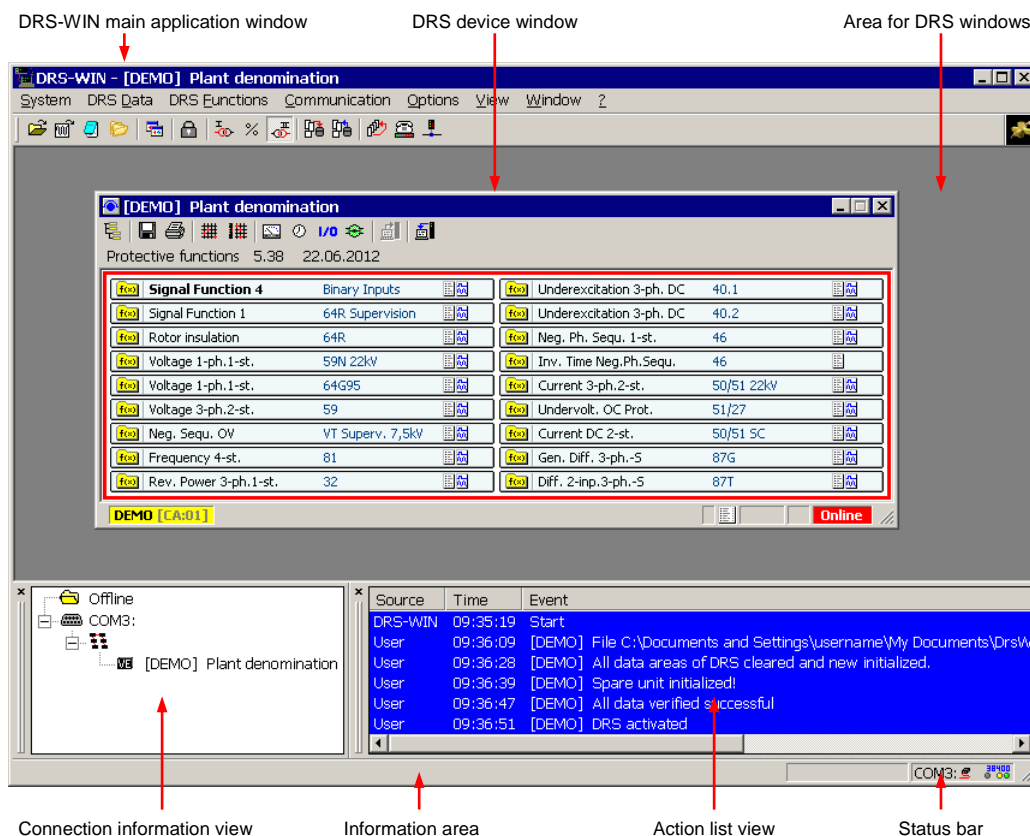 DRS-WIN main application window DRS device window Area for DRS windows
DRS-WIN - [DEMO] Plant denomination
System DRS Data DRS Functions Communication Options View Window ?
[DEMO] Plant denomination
I/O
Protective functions 5.38 22.06.2012
f(x) Signal Function 4 Binary Inputs f(x) Underexcitation 3-ph. DC 40.1
f(x) Signal Function 1 64R Supervision f(x) Underexcitation 3-ph. DC 40.2
f(x) Rotor insulation 64R f(x) Neg. Ph. Sequ. 1-st. 46
f(x) Voltage 1-ph.1-st. 59N 22kV f(x) Inv. Time Neg.Ph.Sequ. 46
f(x) Voltage 1-ph.1-st. 64G95 f(x) Current 3-ph.2-st. 50/51 22kV
f(x) Voltage 3-ph.2-st. 59 f(x) Undervolt. OC Prot. 51/27
f(x) Neg. Sequ. OV VT Superv. 7,5kV f(x) Current DC 2-st. 50/51 SC
f(x) Frequency 4-st. 81 f(x) Gen. Diff. 3-ph.-S 87G
f(x) Rev. Power 3-ph.1-st. 32 f(x) Diff. 2-inp.3-ph.-S 87T
DEMO [CA:01] Online
Offline
COM3:
VE [DEMO] Plant denomination
Source Time Event
DRS-WIN 09:35:19 Start
User 09:36:09 [DEMO] File C:\Documents and Settings\username\My Documents\DrsW
User 09:36:28 [DEMO] All data areas of DRS cleared and new initialized.
User 09:36:39 [DEMO] Spare unit initialized!
User 09:36:47 [DEMO] All data verified successful
User 09:36:51 [DEMO] DRS activated
COM3: 38400
Connection information view Information area Action list view Status bar